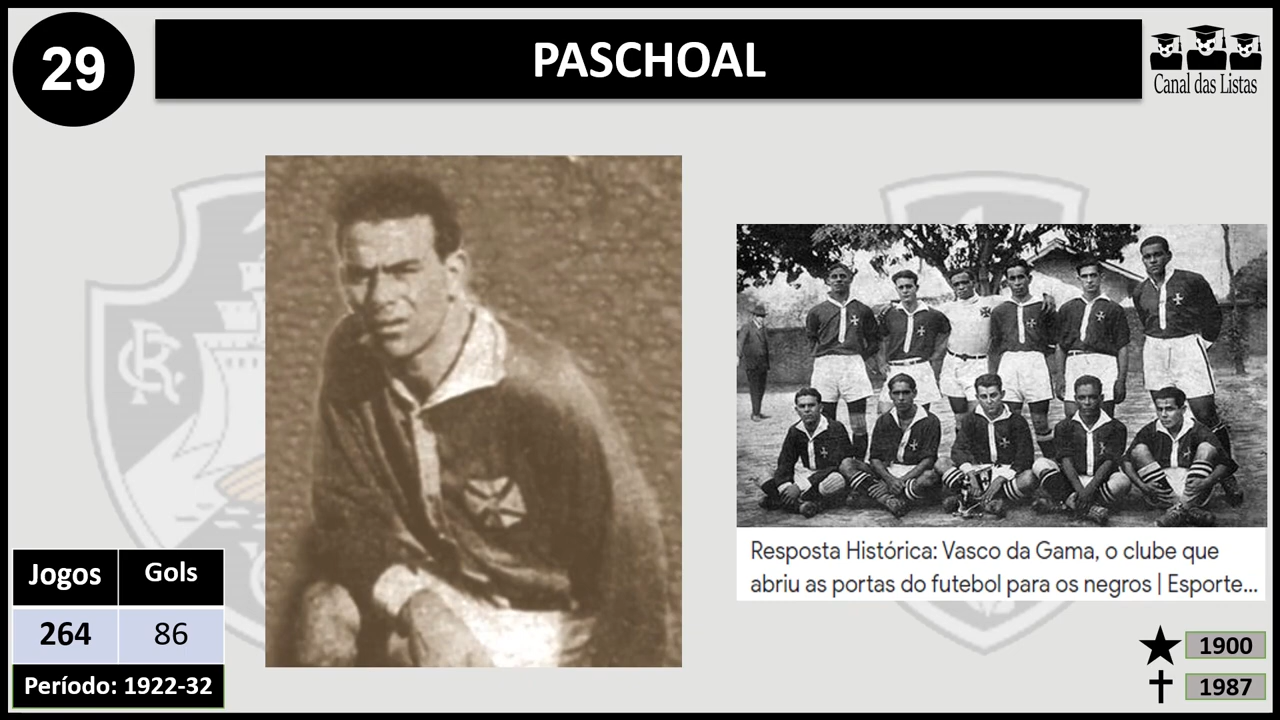 29
PASCHOAL
Canal das Listas
Resposta Histórica: Vasco da Gama, o clube que
abriu as portas do futebol para os negros | Esporte...
Jogos Gols
264 86
Período: 1922-32
1900
1987